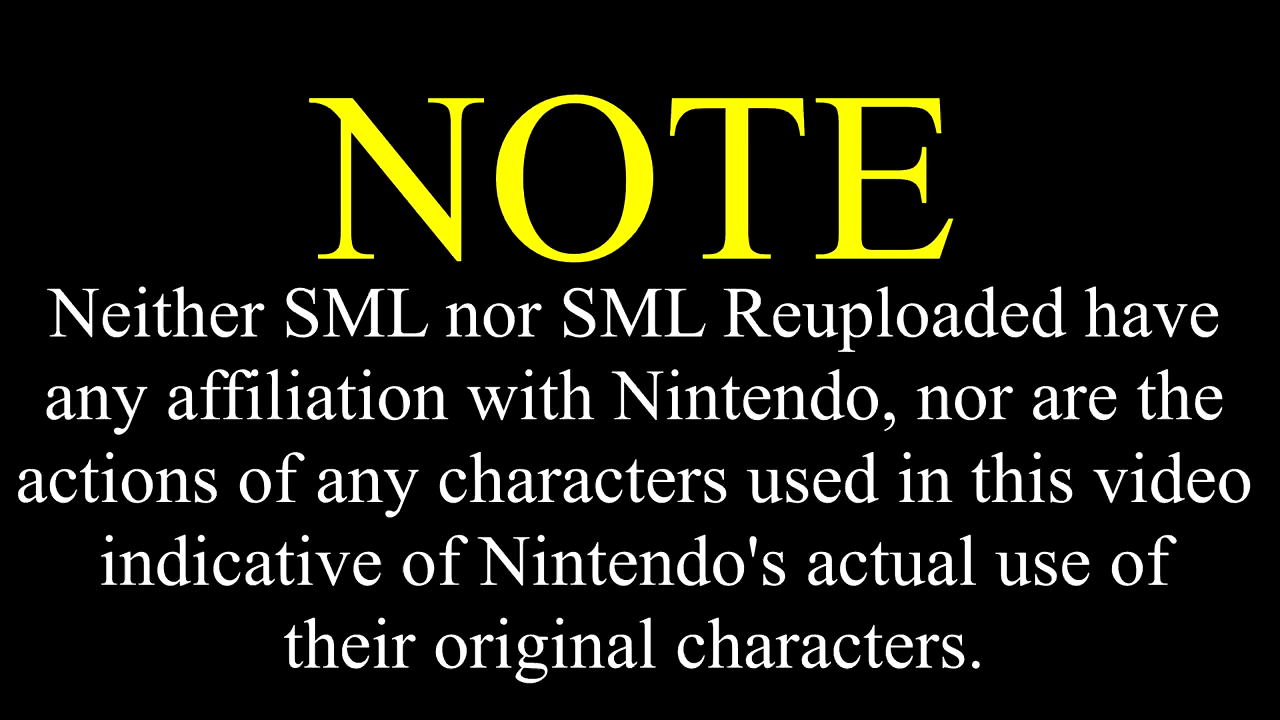 NOTE
Neither SML nor SML Reuploaded have
any affiliation with Nintendo, nor are the
actions of any characters used in this video
indicative of Nintendo's actual use of
their original characters.